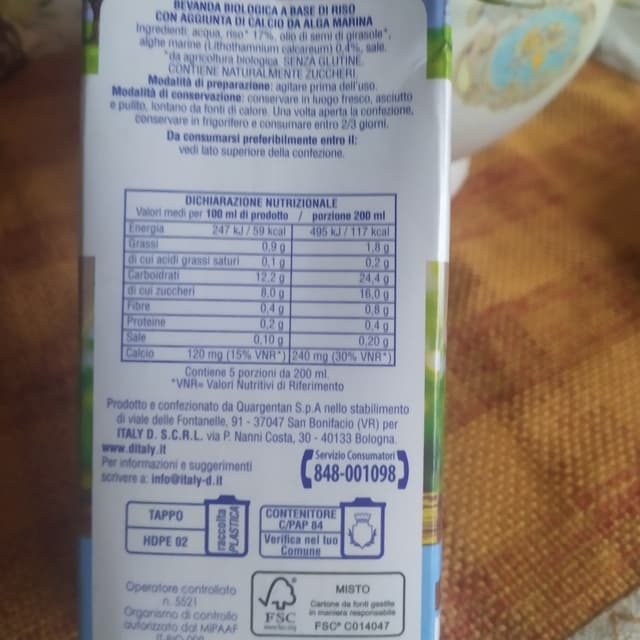 BEVANDA BIOLOGICA A BASE DI RISO
CON AGGIUNTA DI CALCIO DA ALGA MARINA
Ingredienti: acqua, riso* 17%, olio di semi di girasole*,
alghe marine (Lithothamnium calcareum) 0,4%, sale.
*da agricoltura biologica. SENZA GLUTINE.
CONTIENE NATURALMENTE ZUCCHERI.
Modalità di preparazione: agitare prima dell'uso.
Modalità di conservazione: conservare in luogo fresco, asciutto
e pulito, lontano da fonti di calore. Una volta aperta la confezione,
conservare in frigorifero e consumare entro 2/3 giorni.
Da consumarsi preferibilmente entro il:
vedi lato superiore della confezione.
DICHIARAZIONE NUTRIZIONALE
Valori medi per 100 ml di prodotto / porzione 200 ml
Energia 247 kJ / 59 kcal 495 kJ / 117 kcal
Grassi 0,9 g 1,8 g
di cui acidi grassi saturi 0,1 g 0,2 g
Carboidrati 12,2 g 24,4 g
di cui zuccheri 8,0 g 16,0 g
Fibre 0,4 g 0,8 g
Proteine 0,2 g 0,4 g
Sale 0,10 g 0,20 g
Calcio 120 mg (15% VNR*) 240 mg (30% VNR*)
Contiene 5 porzioni da 200 ml.
*VNR= Valori Nutritivi di Riferimento
Prodotto e confezionato da Quargentan S.p.A nello stabilimento
di viale delle Fontanelle, 91 - 37047 San Bonifacio (VR) per
ITALY D. S.C.R.L. via P. Nanni Costa, 30 - 40133 Bologna.
www.ditaly.it
Per informazioni e suggerimenti
scrivere a: info@italy-d.it
Servizio Consumatori
848-001098
TAPPO
HDPE 02
raccolta
PLASTICA
CONTENITORE
C/PAP 84
Verifica nel tuo
Comune
Operatore controllato
n. 5521
Organismo di controllo
autorizzato dal MiPAAF
FSC
www.fsc.org
MISTO
Cartone da fonti gestite
in maniera responsabile
FSC® C014047